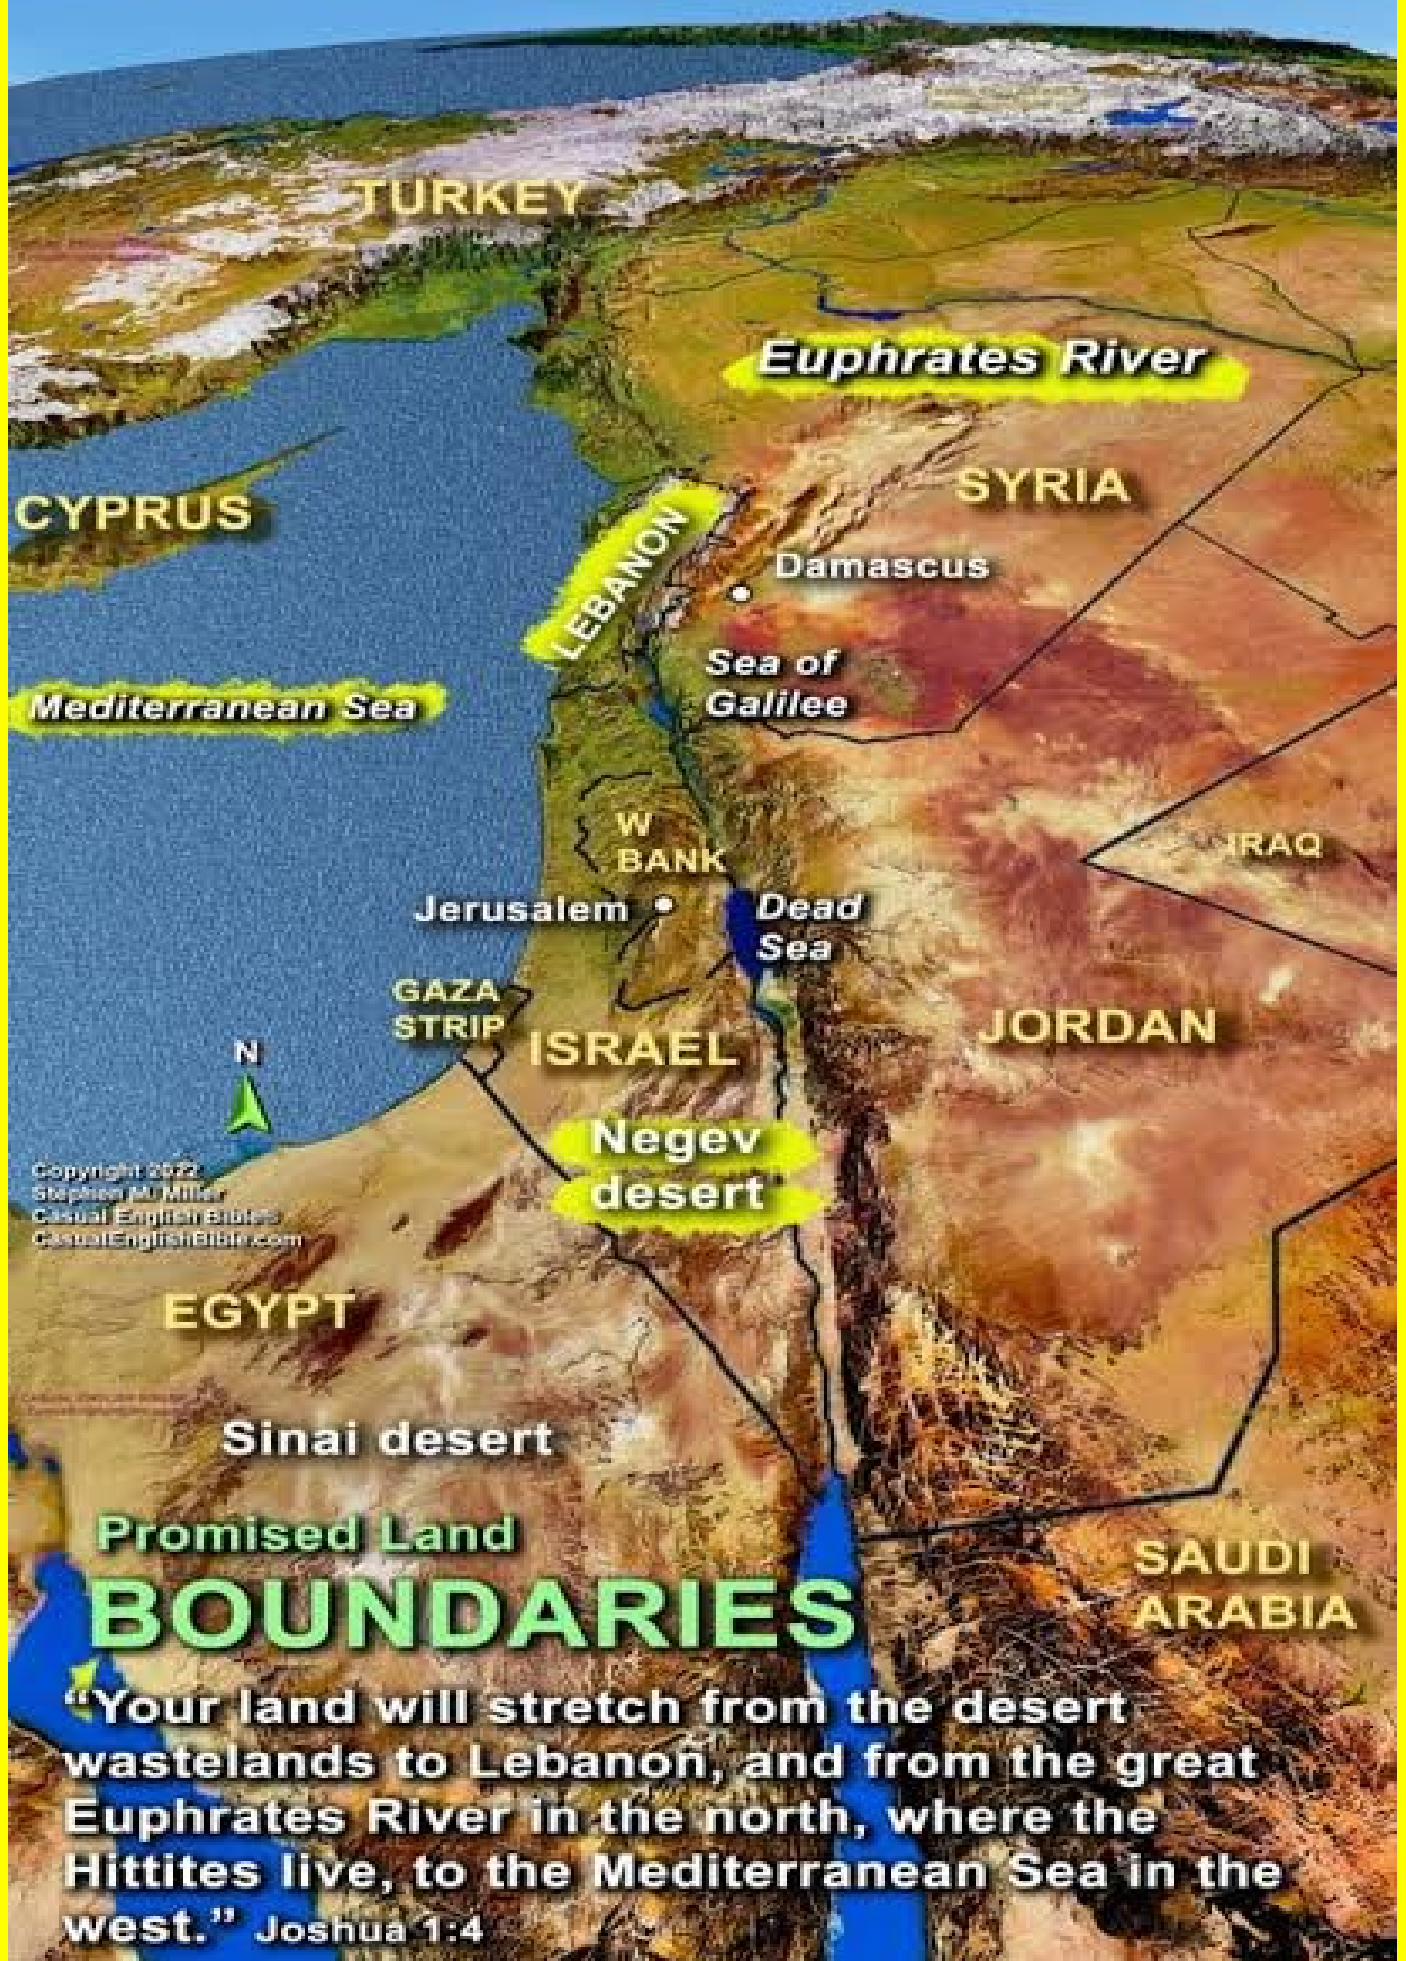 TURKEY
Euphrates River
CYPRUS
SYRIA
LEBANON
Damascus
Sea of
Galilee
Mediterranean Sea
W
BANK
IRAQ
Jerusalem
Dead
Sea
GAZA
STRIP
ISRAEL
JORDAN
N
Negev
desert
Copyright 2022
Stephen M. Miller
Casual English Bibles
CasualEnglishBible.com
EGYPT
Sinai desert
Promised Land
BOUNDARIES
SAUDI
ARABIA
“Your land will stretch from the desert
wastelands to Lebanon, and from the great
Euphrates River in the north, where the
Hittites live, to the Mediterranean Sea in the
west.” Joshua 1:4